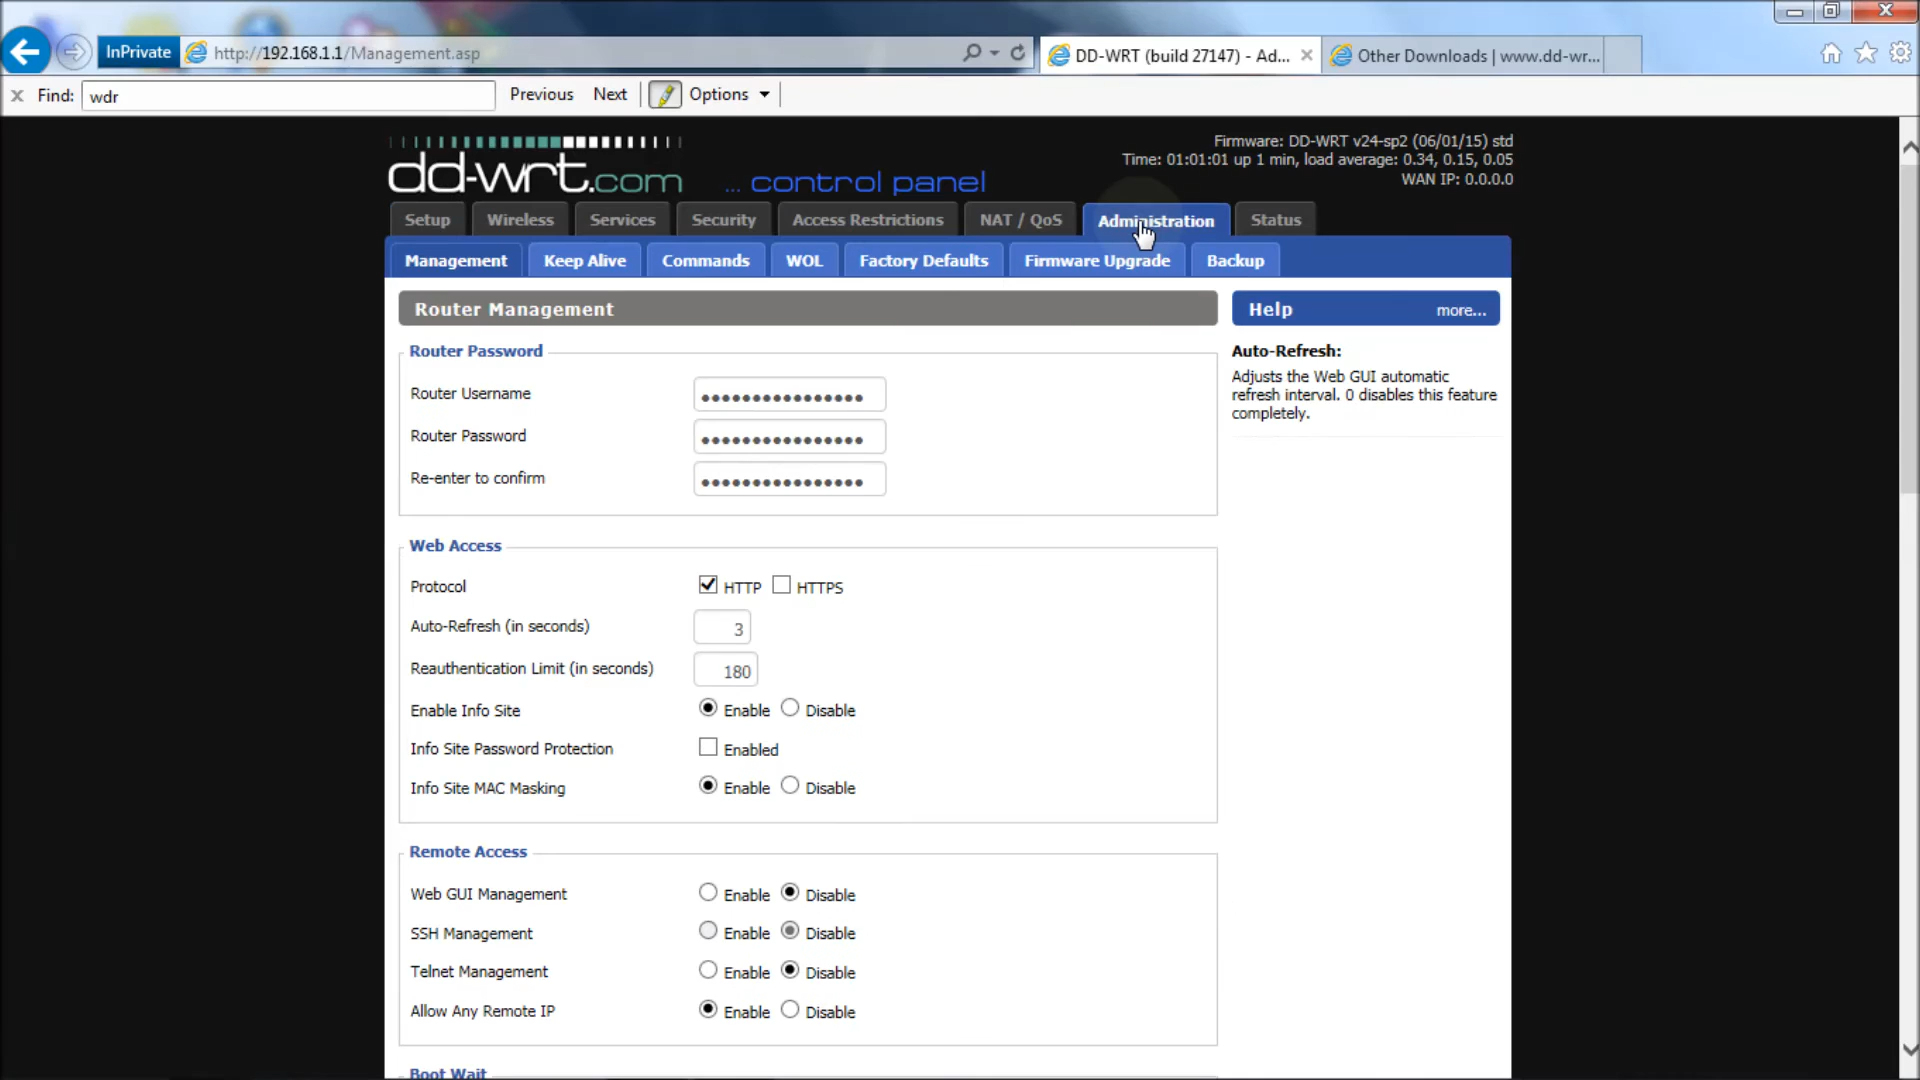 InPrivate
http://192.168.1.1/Management.asp
DD-WRT (build 27147) - Ad...
Other Downloads | www.dd-wr...
Find: wdr
Previous
Next
Options
dd-wrt.com
... control panel
Firmware: DD-WRT v24-sp2 (06/01/15) std
Time: 01:01:01 up 1 min, load average: 0.34, 0.15, 0.05
WAN IP: 0.0.0.0
Setup
Wireless
Services
Security
Access Restrictions
NAT / QoS
Administration
Status
Management
Keep Alive
Commands
WOL
Factory Defaults
Firmware Upgrade
Backup
Router Management
Help
more...
Router Password
Router Username
Router Password
Re-enter to confirm
Auto-Refresh:
Adjusts the Web GUI automatic
refresh interval. 0 disables this feature
completely.
Web Access
Protocol HTTP HTTPS
Auto-Refresh (in seconds) 3
Reauthentication Limit (in seconds) 180
Enable Info Site Enable Disable
Info Site Password Protection Enabled
Info Site MAC Masking Enable Disable
Remote Access
Web GUI Management Enable Disable
SSH Management Enable Disable
Telnet Management Enable Disable
Allow Any Remote IP Enable Disable
Boot Wait